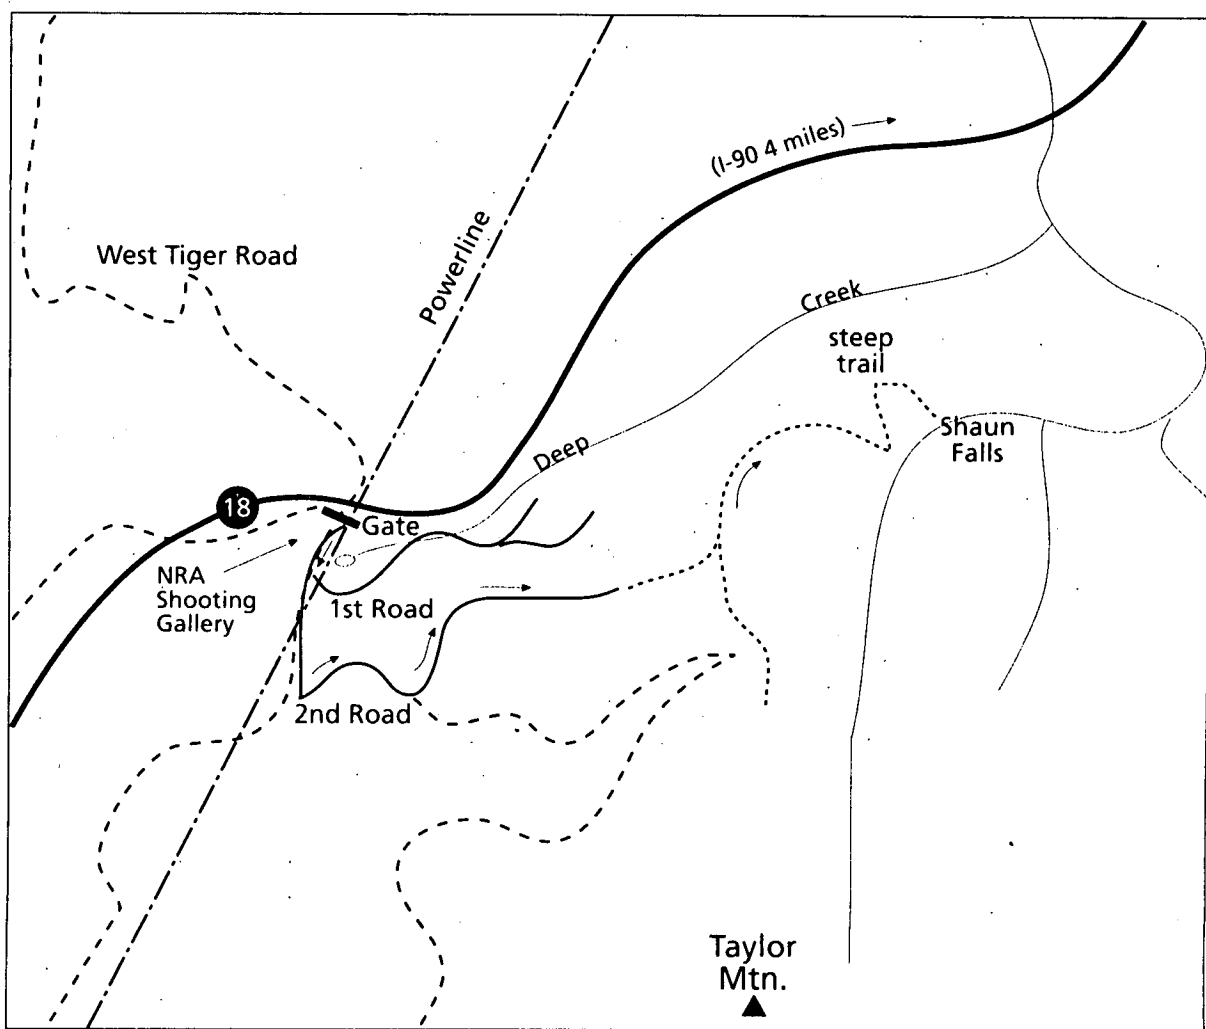 (I-90 4 miles)
West Tiger Road
Powerline
Creek
steep
trail
Shaun
Falls
Deep
18
Gate
NRA
Shooting
Gallery
1st Road
2nd Road
Taylor
Mtn.